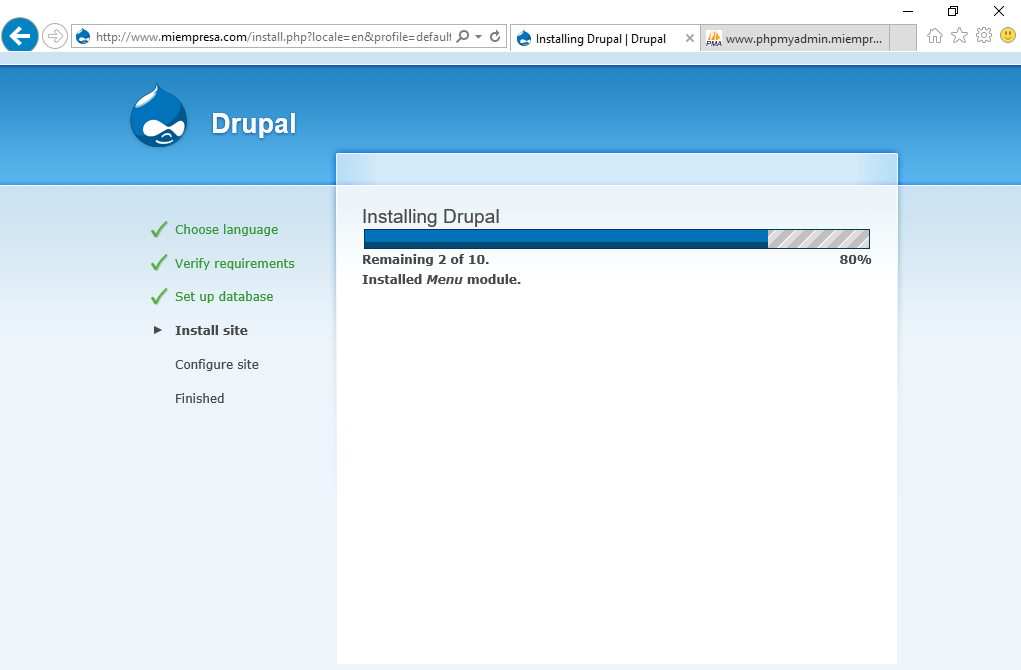 http://www.miempresa.com/install.php?locale=en&profile=default
Installing Drupal | Drupal
PMA
www.phpmyadmin.miempr...
Drupal
Choose language
Verify requirements
Set up database
Install site
Configure site
Finished
Installing Drupal
Remaining 2 of 10.
80%
Installed Menu module.